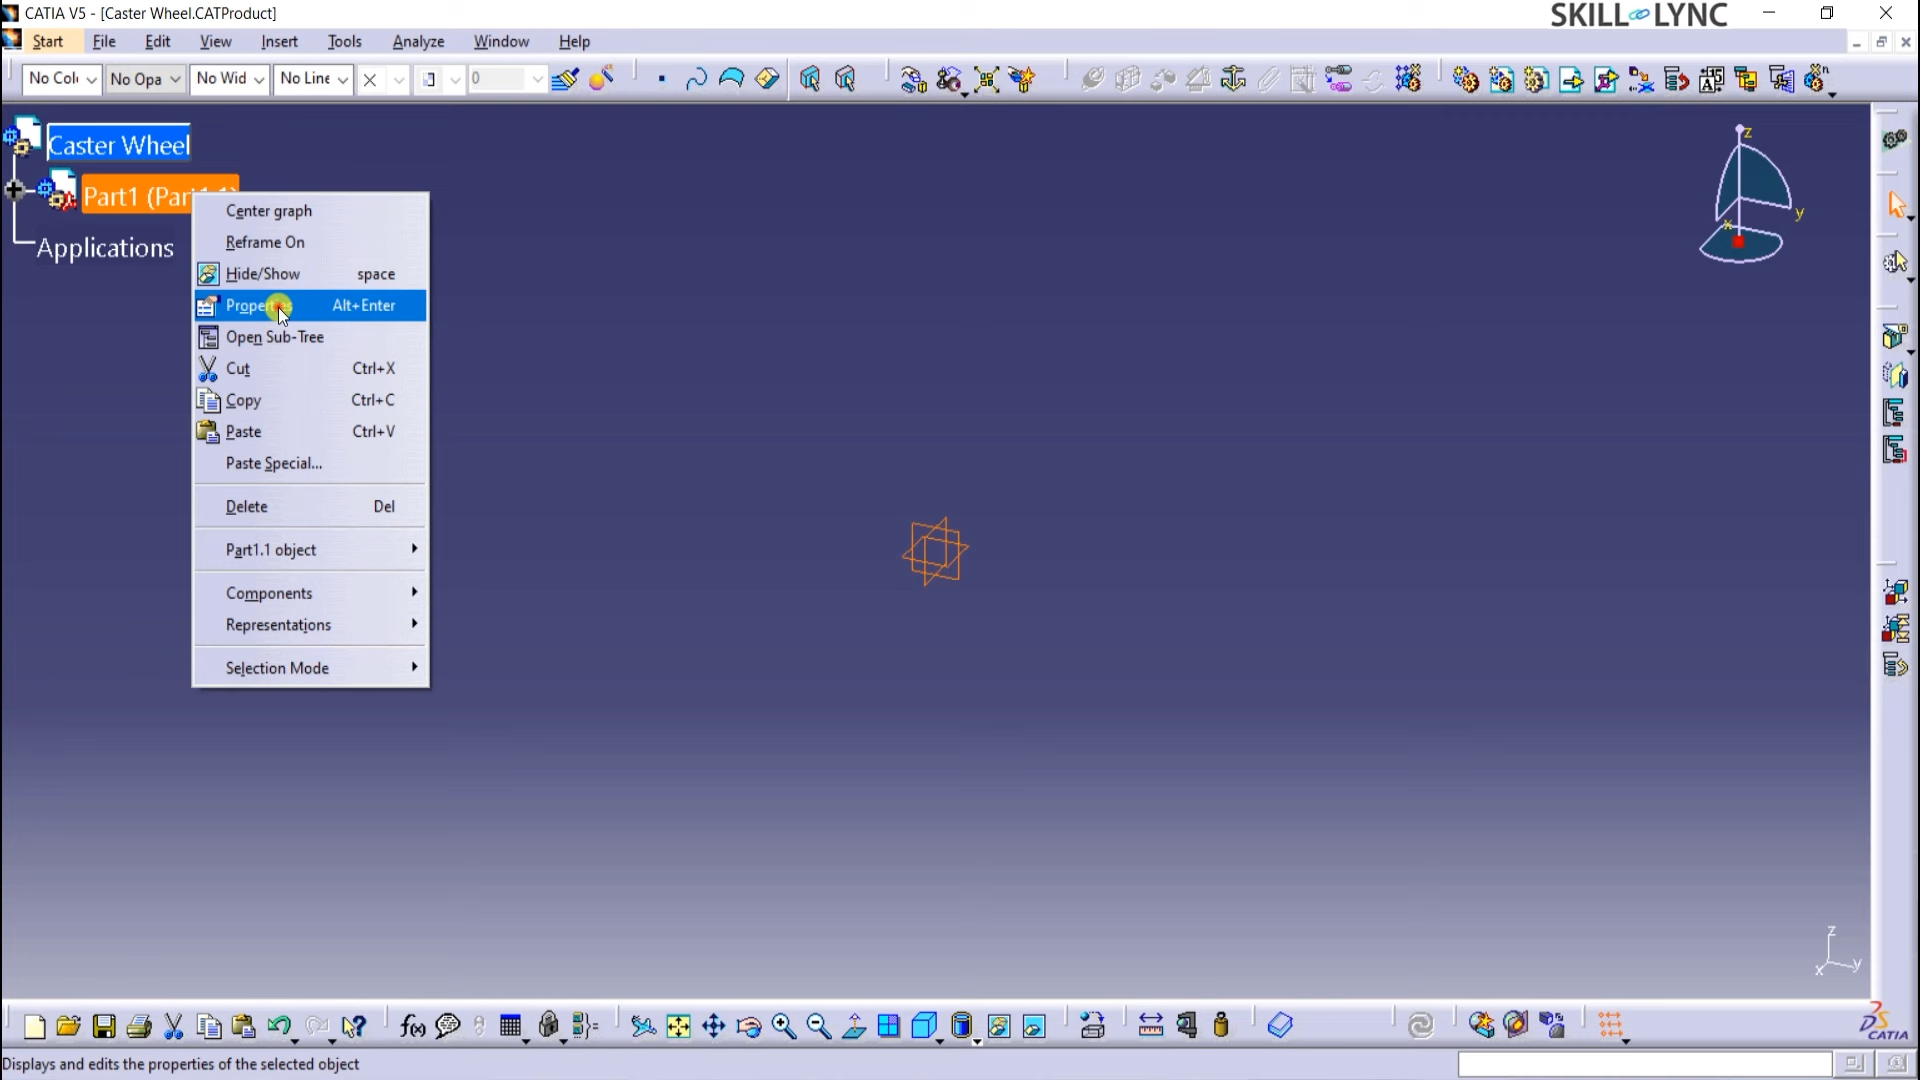 CATIA V5 - [Caster Wheel.CATProduct]
SKILL LYNC
Start File Edit View Insert Tools Analyze Window Help
No Col No Opa No Wid No Line 0
Caster Wheel
Part1 (Part1.1)
Applications
Center graph
Reframe On
Hide/Show space
Properties Alt+Enter
Open Sub-Tree
Cut Ctrl+X
Copy Ctrl+C
Paste Ctrl+V
Paste Special...
Delete Del
Part1.1 object
Components
Representations
Selection Mode
z
y
x
z
y
x
f(x)
CATIA
Displays and edits the properties of the selected object